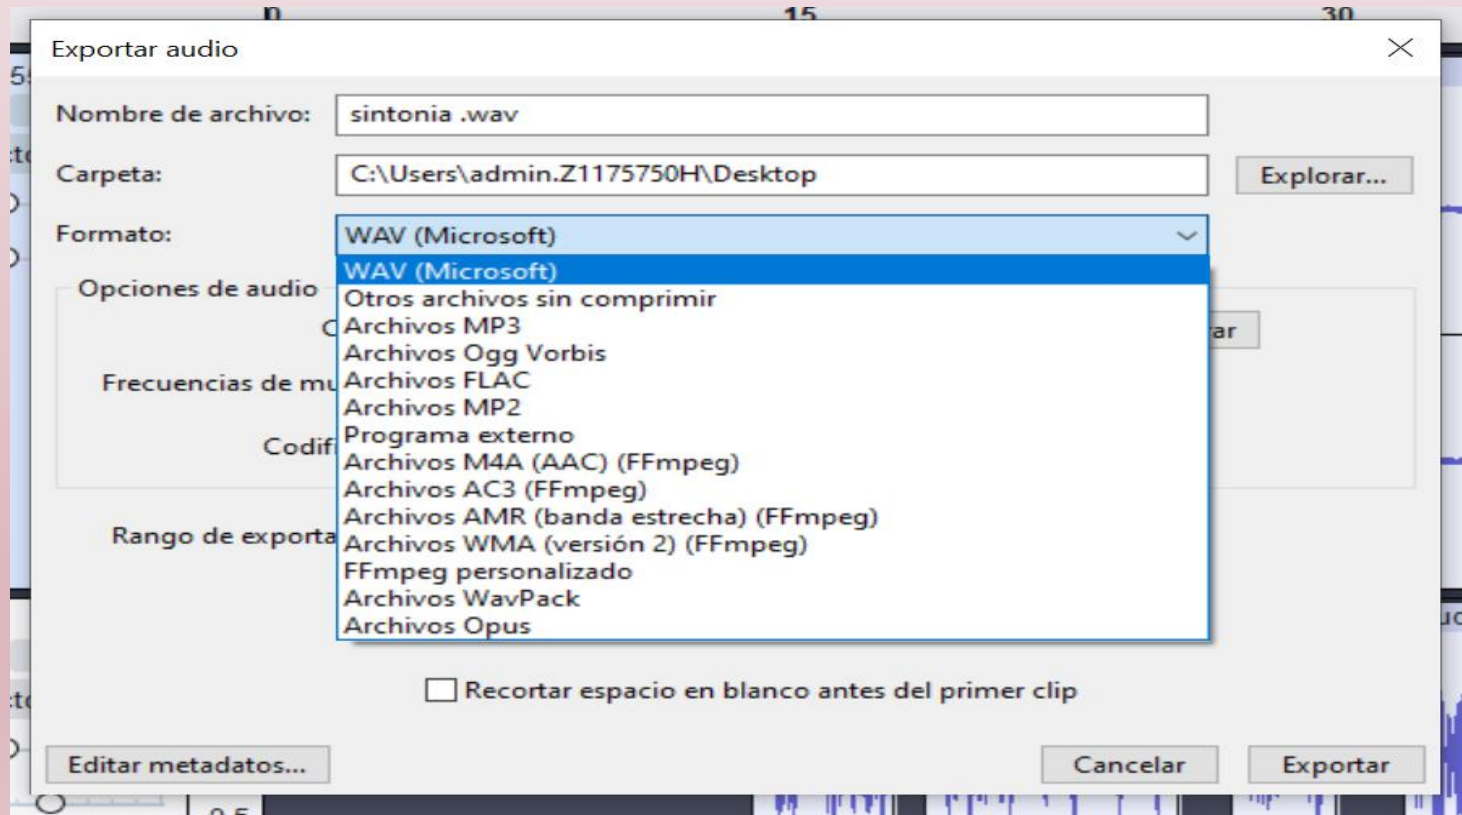 0 15 30
Exportar audio
Nombre de archivo: sintonia .wav
Carpeta: C:\Users\admin.Z1175750H\Desktop Explorar...
Formato: WAV (Microsoft)
WAV (Microsoft)
Opciones de audio
Otros archivos sin comprimir
Archivos MP3
Archivos Ogg Vorbis
Frecuencias de mu
Archivos FLAC
Archivos MP2
Programa externo
Codifi
Archivos M4A (AAC) (FFmpeg)
Archivos AC3 (FFmpeg)
Archivos AMR (banda estrecha) (FFmpeg)
Rango de exporta
Archivos WMA (versión 2) (FFmpeg)
FFmpeg personalizado
Archivos WavPack
Archivos Opus
Recortar espacio en blanco antes del primer clip
Editar metadatos... Cancelar Exportar